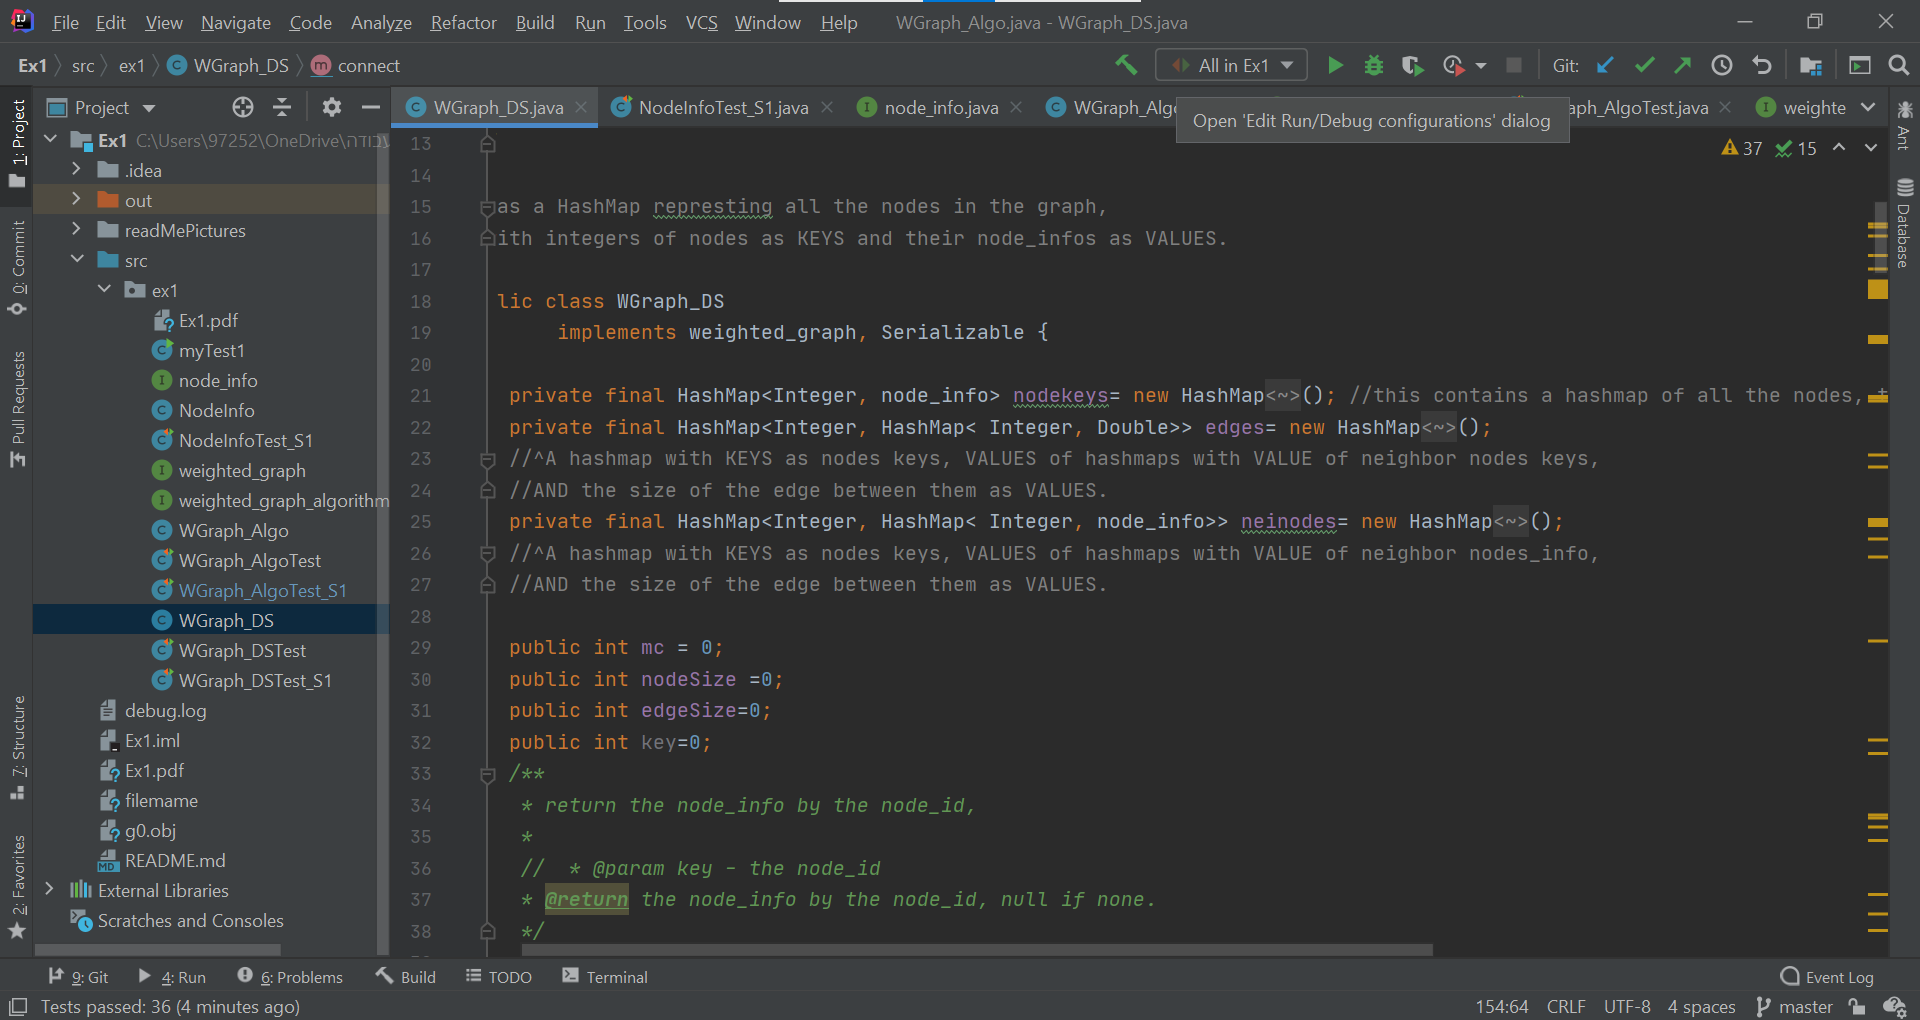 File Edit View Navigate Code Analyze Refactor Build Run Tools VCS Window Help WGraph_Algo.java - WGraph_DS.java
Ex1 src ex1 WGraph_DS connect All in Ex1 Git:
Project WGraph_DS.java NodeInfoTest_S1.java node_info.java WGraph_Algo ph_AlgoTest.java weighte
Open 'Edit Run/Debug configurations' dialog
37 15
1: Project
0: Commit
Pull Requests
7: Structure
2: Favorites
Ant
Database
Ex1 C:\Users\97252\OneDrive\עבודה
.idea
out
readMePictures
src
ex1
Ex1.pdf
myTest1
node_info
NodeInfo
NodeInfoTest_S1
weighted_graph
weighted_graph_algorithm
WGraph_Algo
WGraph_AlgoTest
WGraph_AlgoTest_S1
WGraph_DS
WGraph_DSTest
WGraph_DSTest_S1
debug.log
Ex1.iml
Ex1.pdf
filemame
g0.obj
README.md
External Libraries
Scratches and Consoles
13
14
15 as a HashMap represting all the nodes in the graph,
16 ith integers of nodes as KEYS and their node_infos as VALUES.
17
18 lic class WGraph_DS
19 implements weighted_graph, Serializable {
20
21 private final HashMap<Integer, node_info> nodekeys= new HashMap<~>(); //this contains a hashmap of all the nodes,
22 private final HashMap<Integer, HashMap< Integer, Double>> edges= new HashMap<~>();
23 //^A hashmap with KEYS as nodes keys, VALUES of hashmaps with VALUE of neighbor nodes keys,
24 //AND the size of the edge between them as VALUES.
25 private final HashMap<Integer, HashMap< Integer, node_info>> neinodes= new HashMap<~>();
26 //^A hashmap with KEYS as nodes keys, VALUES of hashmaps with VALUE of neighbor nodes_info,
27 //AND the size of the edge between them as VALUES.
28
29 public int mc = 0;
30 public int nodeSize =0;
31 public int edgeSize=0;
32 public int key=0;
33 /**
34 * return the node_info by the node_id,
35 *
36 // * @param key - the node_id
37 * @return the node_info by the node_id, null if none.
38 */
9: Git 4: Run 6: Problems Build TODO Terminal Event Log
Tests passed: 36 (4 minutes ago) 154:64 CRLF UTF-8 4 spaces master